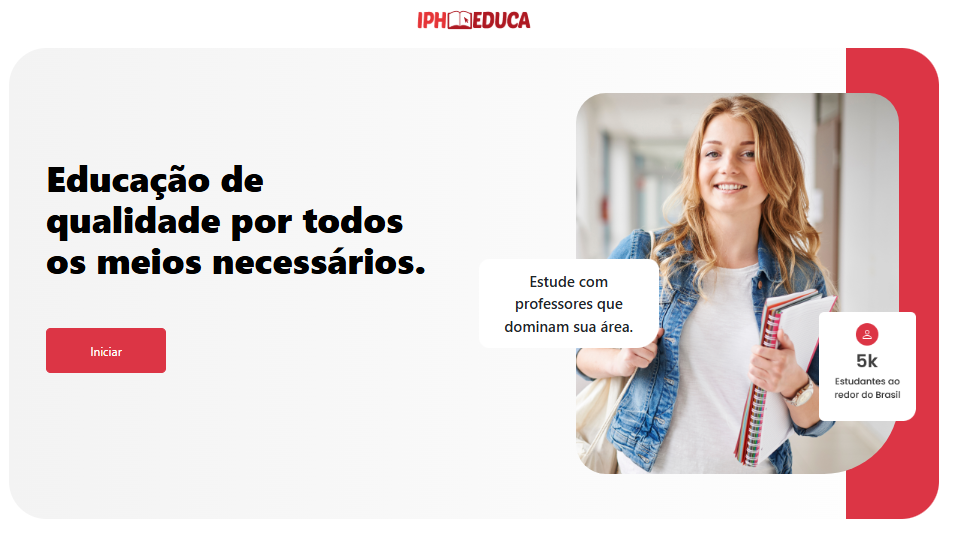 IPH EDUCA
Educação de
qualidade por todos
os meios necessários.
Iniciar
Estude com
professores que
dominam sua área.
5k
Estudantes ao
redor do Brasil